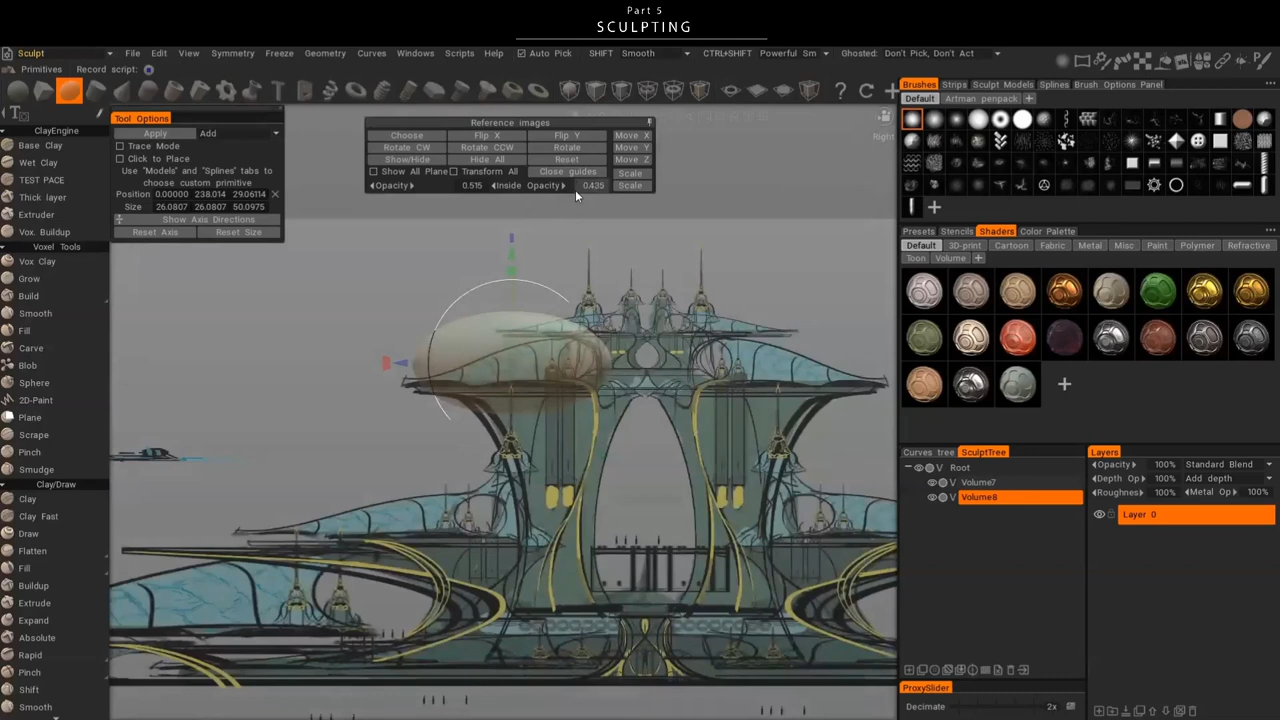 Part 5
SCULPTING
Sculpt File Edit View Symmetry Freeze Geometry Curves Windows Scripts Help Auto Pick SHIFT Smooth CTRL+SHIFT Powerful Sm Ghosted: Don't Pick, Don't Act
Primitives Record script:
Tool Options
Apply Add
Trace Mode
Click to Place
Use "Models" and "Splines" tabs to
choose custom primitive
Position 0.00000 238.014 29.06114
Size 26.0807 26.0807 50.0975
Show Axis Directions
Reset Axis Reset Size
Reference images
Choose Flip X Flip Y Move X
Rotate CW Rotate CCW Rotate Move Y
Show/Hide Hide All Reset Move Z
Show All Plane Transform All Close guides Scale
Opacity 0.515 Inside Opacity 0.435 Scale
Right
ClayEngine
Base Clay
Wet Clay
TEST PACE
Thick layer
Extruder
Vox. Buildup
Voxel Tools
Vox Clay
Grow
Build
Smooth
Fill
Carve
Blob
Sphere
2D-Paint
Plane
Scrape
Pinch
Smudge
Clay/Draw
Clay
Clay Fast
Draw
Flatten
Fill
Buildup
Extrude
Expand
Absolute
Rapid
Pinch
Shift
Smooth
Brushes Strips Sculpt Models Splines Brush Options Panel
Default Artman penpack
Presets Stencils Shaders Color Palette
Default 3D-print Cartoon Fabric Metal Misc Paint Polymer Refractive
Toon Volume
Curves tree SculptTree
Root
Volume7
Volume8
Layers
Opacity 100% Standard Blend
Depth Op 100% Add depth
Roughness 100% Metal Op 100%
Layer 0
ProxySlider
Decimate 2x